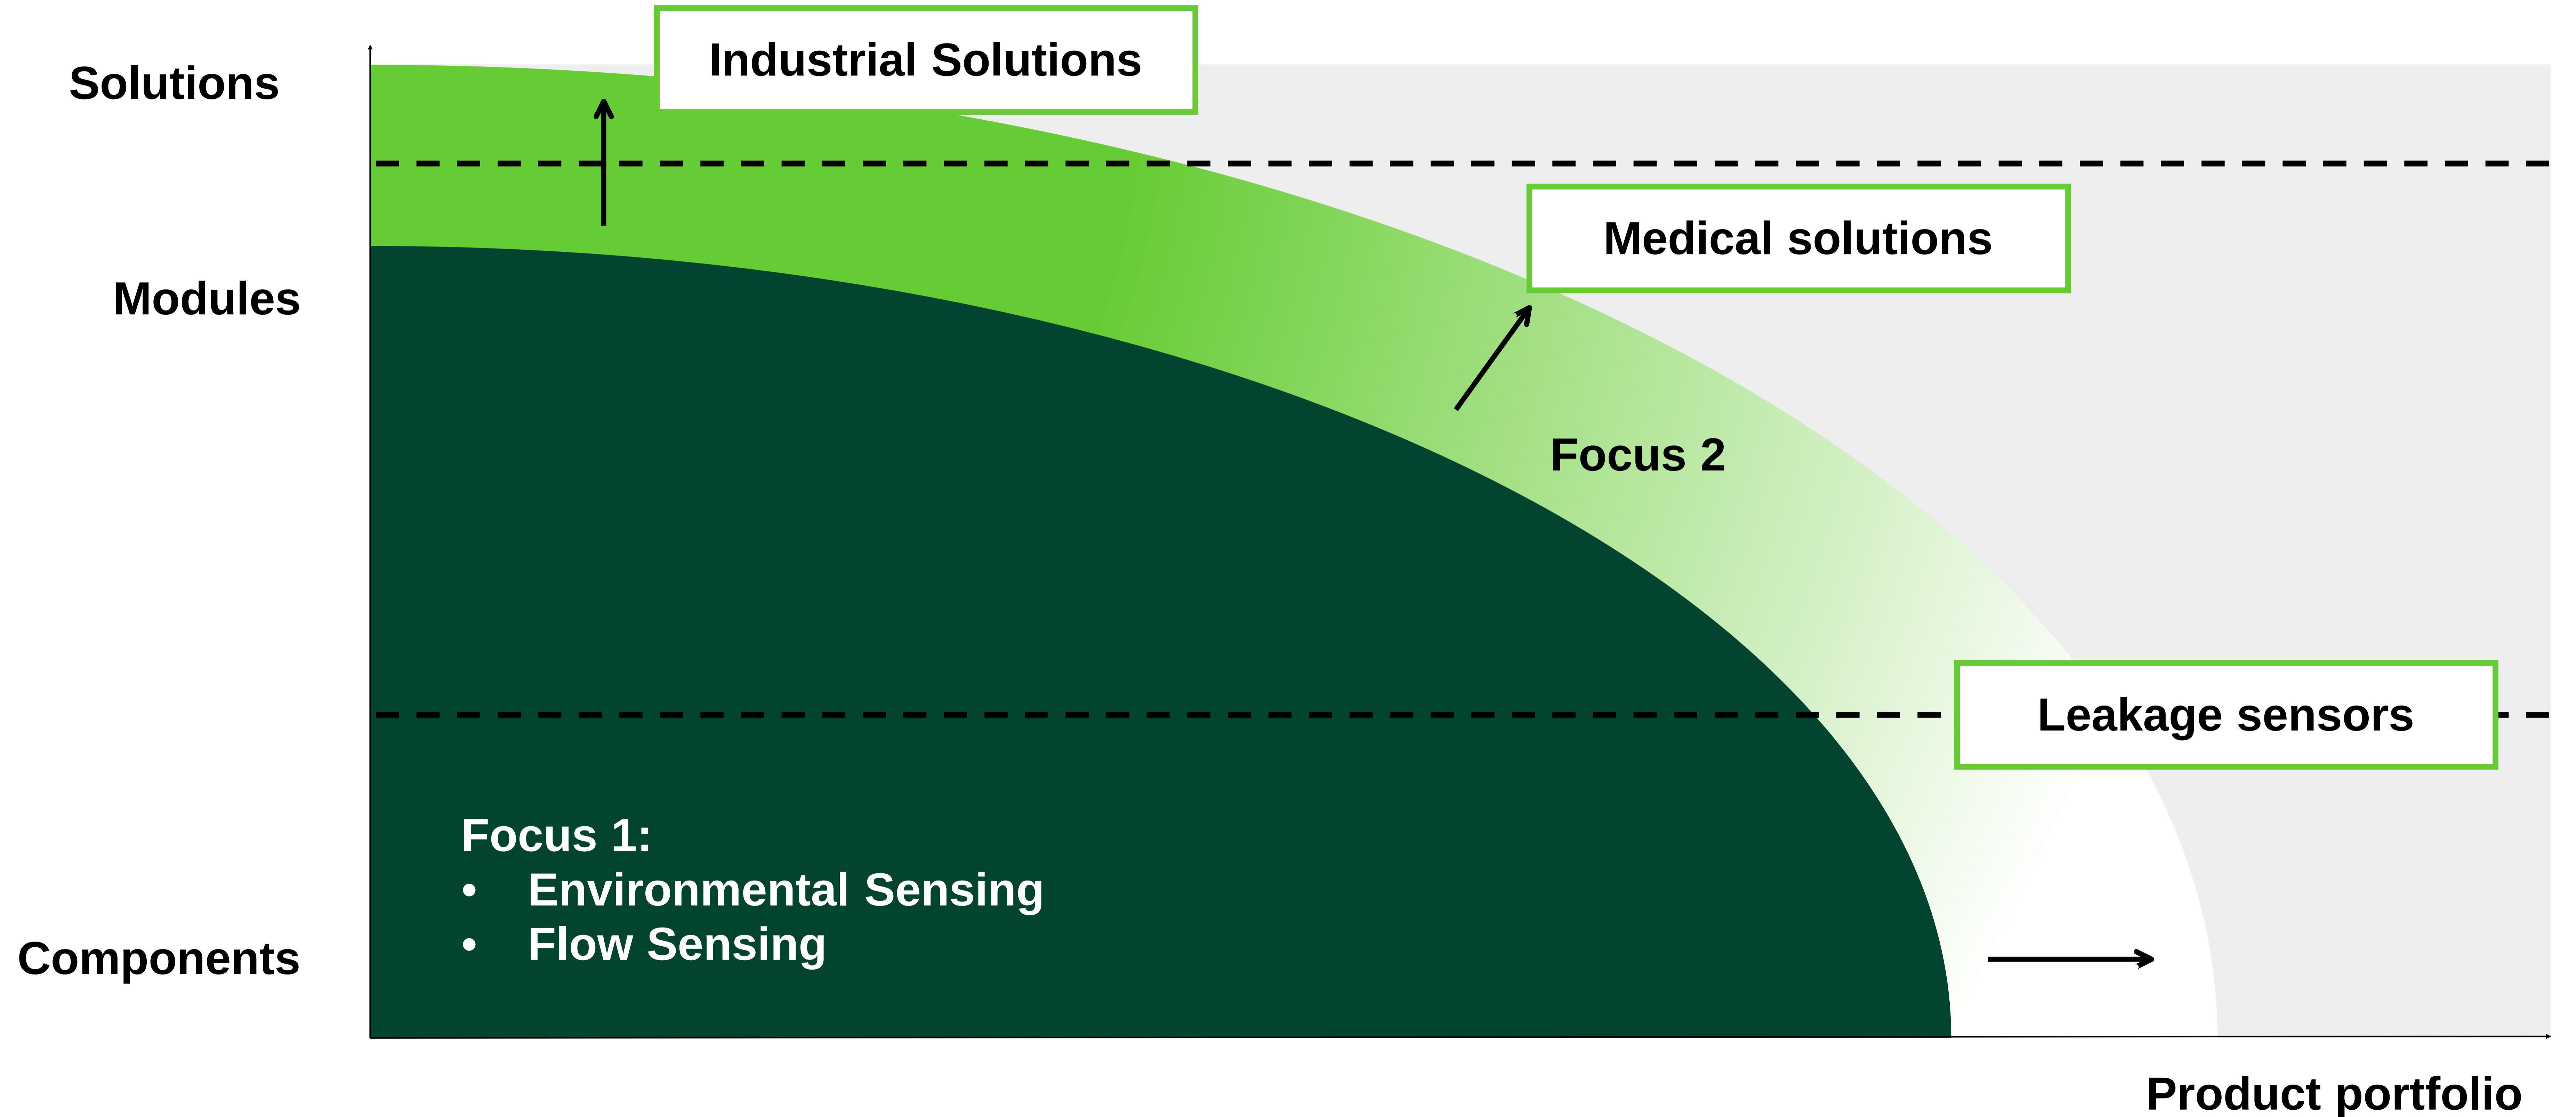 Solutions
Industrial Solutions
Medical solutions
Modules
Focus 2
Leakage sensors
Focus 1:
• Environmental Sensing
• Flow Sensing
Components
Product portfolio